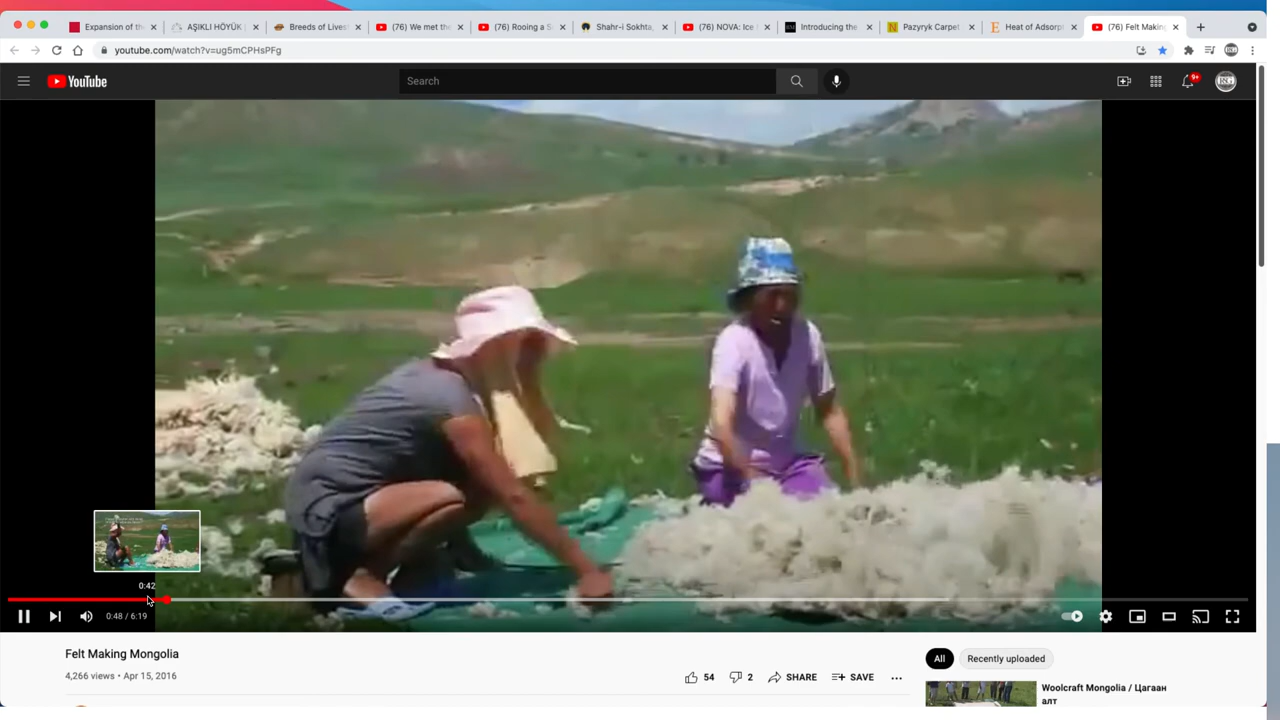 Expansion of the
AŞIKLI HÖYÜK |
Breeds of Lives
(76) We met the
(76) Rooing a S
Shahr-i Sokhta,
(76) NOVA: Ice
Introducing the
Pazyryk Carpet
Heat of Adsorp
(76) Felt Makin
youtube.com/watch?v=ug5mCPHsPFg
RG
YouTube
Search
9+
RG
0:42
0:48 / 6:19
Felt Making Mongolia
4,266 views • Apr 15, 2016
54
2
SHARE
SAVE
All
Recently uploaded
Woolcraft Mongolia / Цагаан
алт